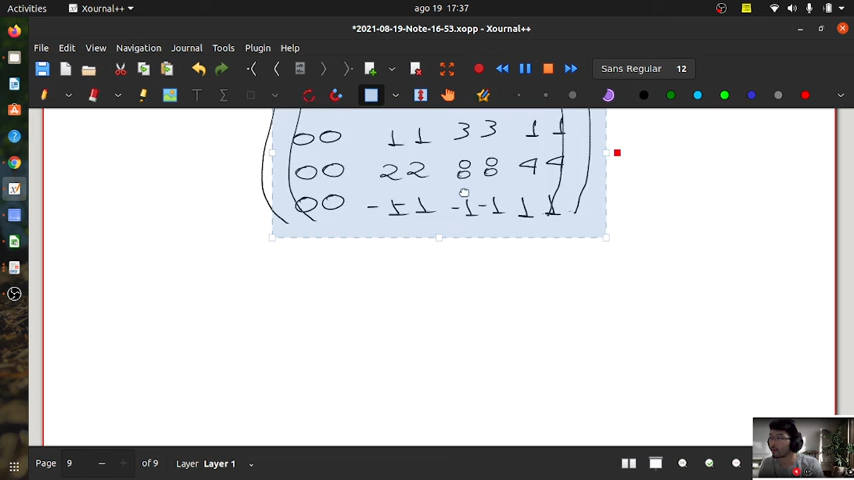 Activities
Xournal++
ago 19 17:37
*2021-08-19-Note-16-53.xopp - Xournal++
File Edit View Navigation Journal Tools Plugin Help
Sans Regular 12
00 11 33 11
00 22 88 44
00 -11 -1-1 11
Page 9 of 9 Layer Layer 1